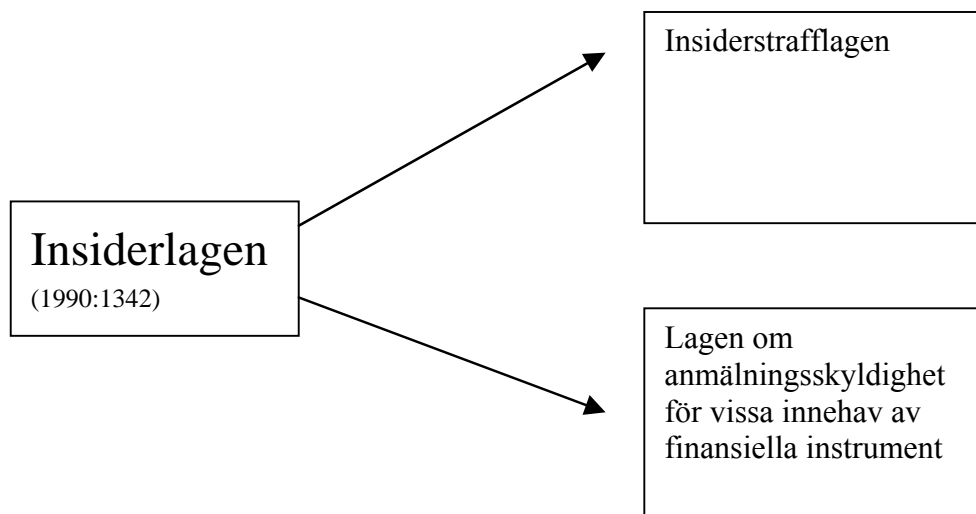 Insiderlagen
(1990:1342)
Insiderstrafflagen
Lagen om
anmälningsskyldighet
för vissa innehav av
finansiella instrument